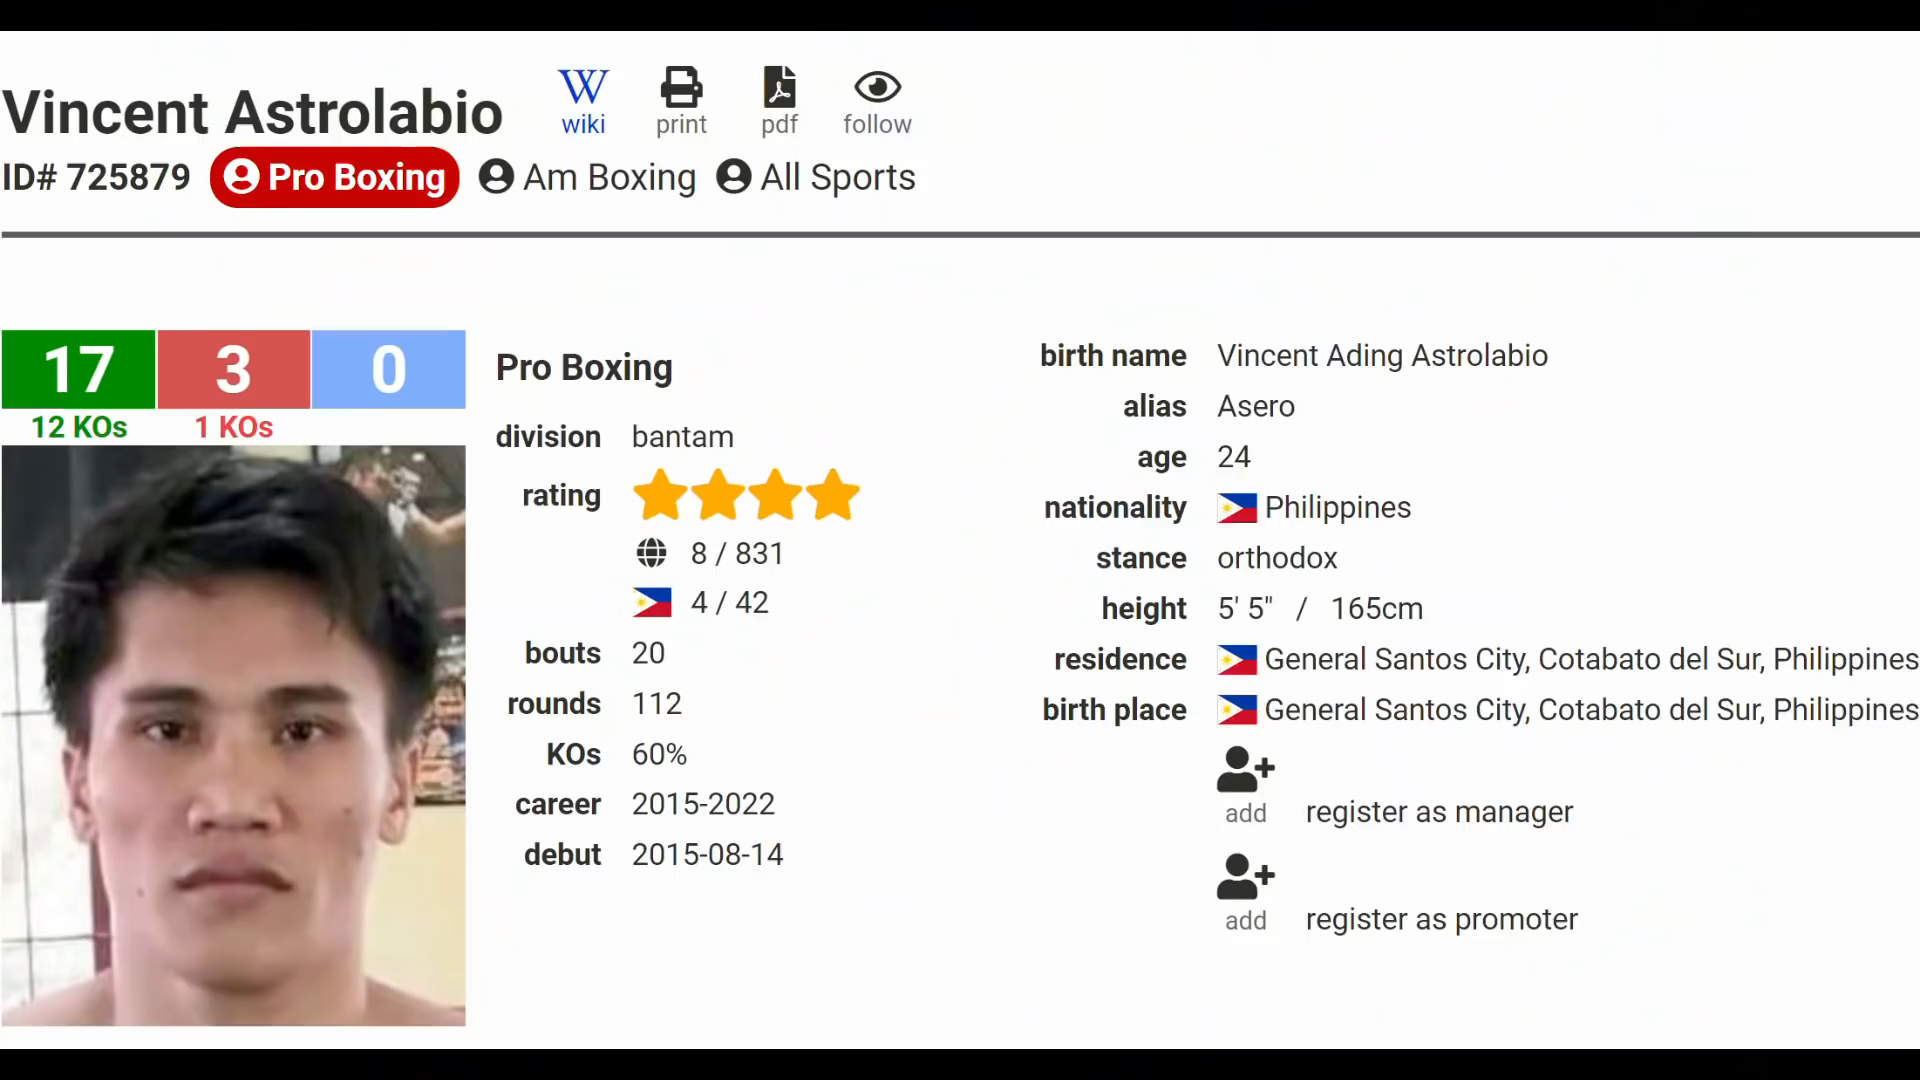 Vincent Astrolabio
W
wiki
print
pdf
follow
ID# 725879
Pro Boxing
Am Boxing
All Sports
17
3
0
12 KOs
1 KOs
Pro Boxing
division bantam
rating
8 / 831
4 / 42
bouts 20
rounds 112
KOs 60%
career 2015-2022
debut 2015-08-14
birth name Vincent Ading Astrolabio
alias Asero
age 24
nationality Philippines
stance orthodox
height 5' 5" / 165cm
residence General Santos City, Cotabato del Sur, Philippines
birth place General Santos City, Cotabato del Sur, Philippines
add register as manager
add register as promoter